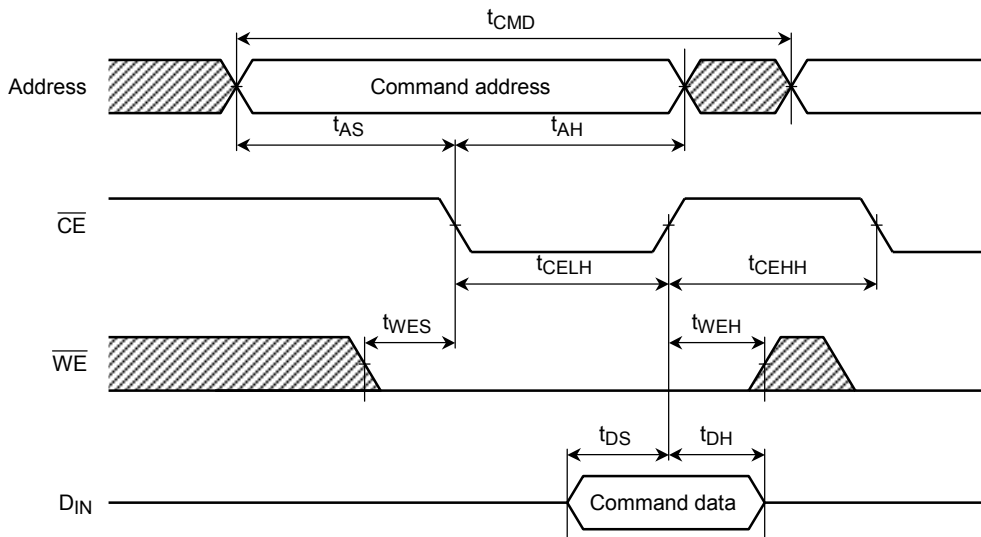 tCMD
Address
Command address
tAS
tAH
CE
tCELH
tCEHH
tWES
tWEH
WE
tDS
tDH
DIN
Command data